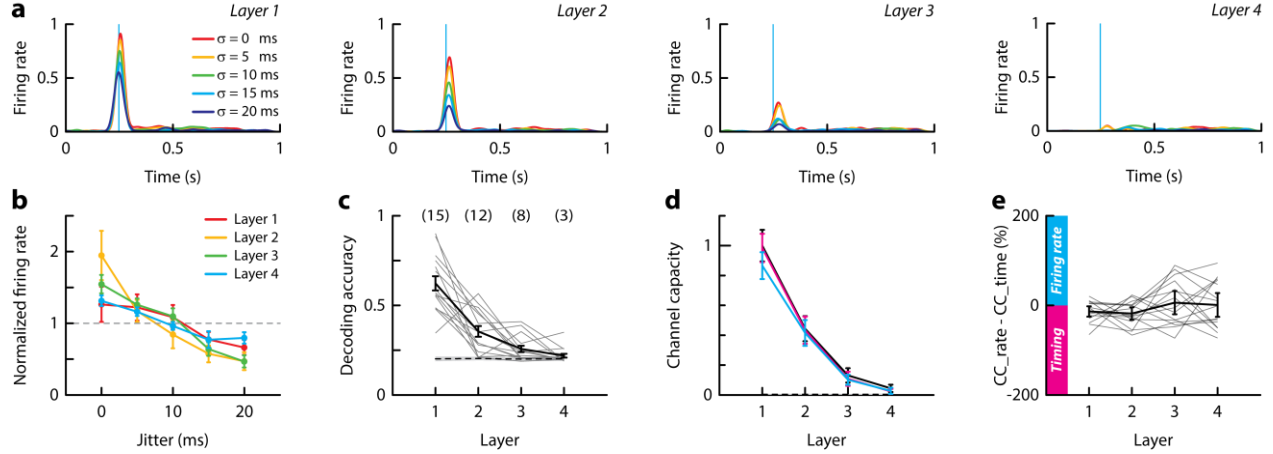 a
Layer 1
Firing rate
1
0.5
0
0
0.5
1
Time (s)
σ = 0 ms
σ = 5 ms
σ = 10 ms
σ = 15 ms
σ = 20 ms
Layer 2
Firing rate
1
0.5
0
0
0.5
1
Time (s)
Layer 3
Firing rate
1
0.5
0
0
0.5
1
Time (s)
Layer 4
Firing rate
1
0.5
0
0
0.5
1
Time (s)
b
Normalized firing rate
2
1
0
0
10
20
Jitter (ms)
Layer 1
Layer 2
Layer 3
Layer 4
c
Decoding accuracy
1
0.5
0
(15) (12) (8) (3)
1 2 3 4
Layer
d
Channel capacity
1
0
1 2 3 4
Layer
e
CC_rate - CC_time (%)
200
0
-200
Firing rate
Timing
1 2 3 4
Layer